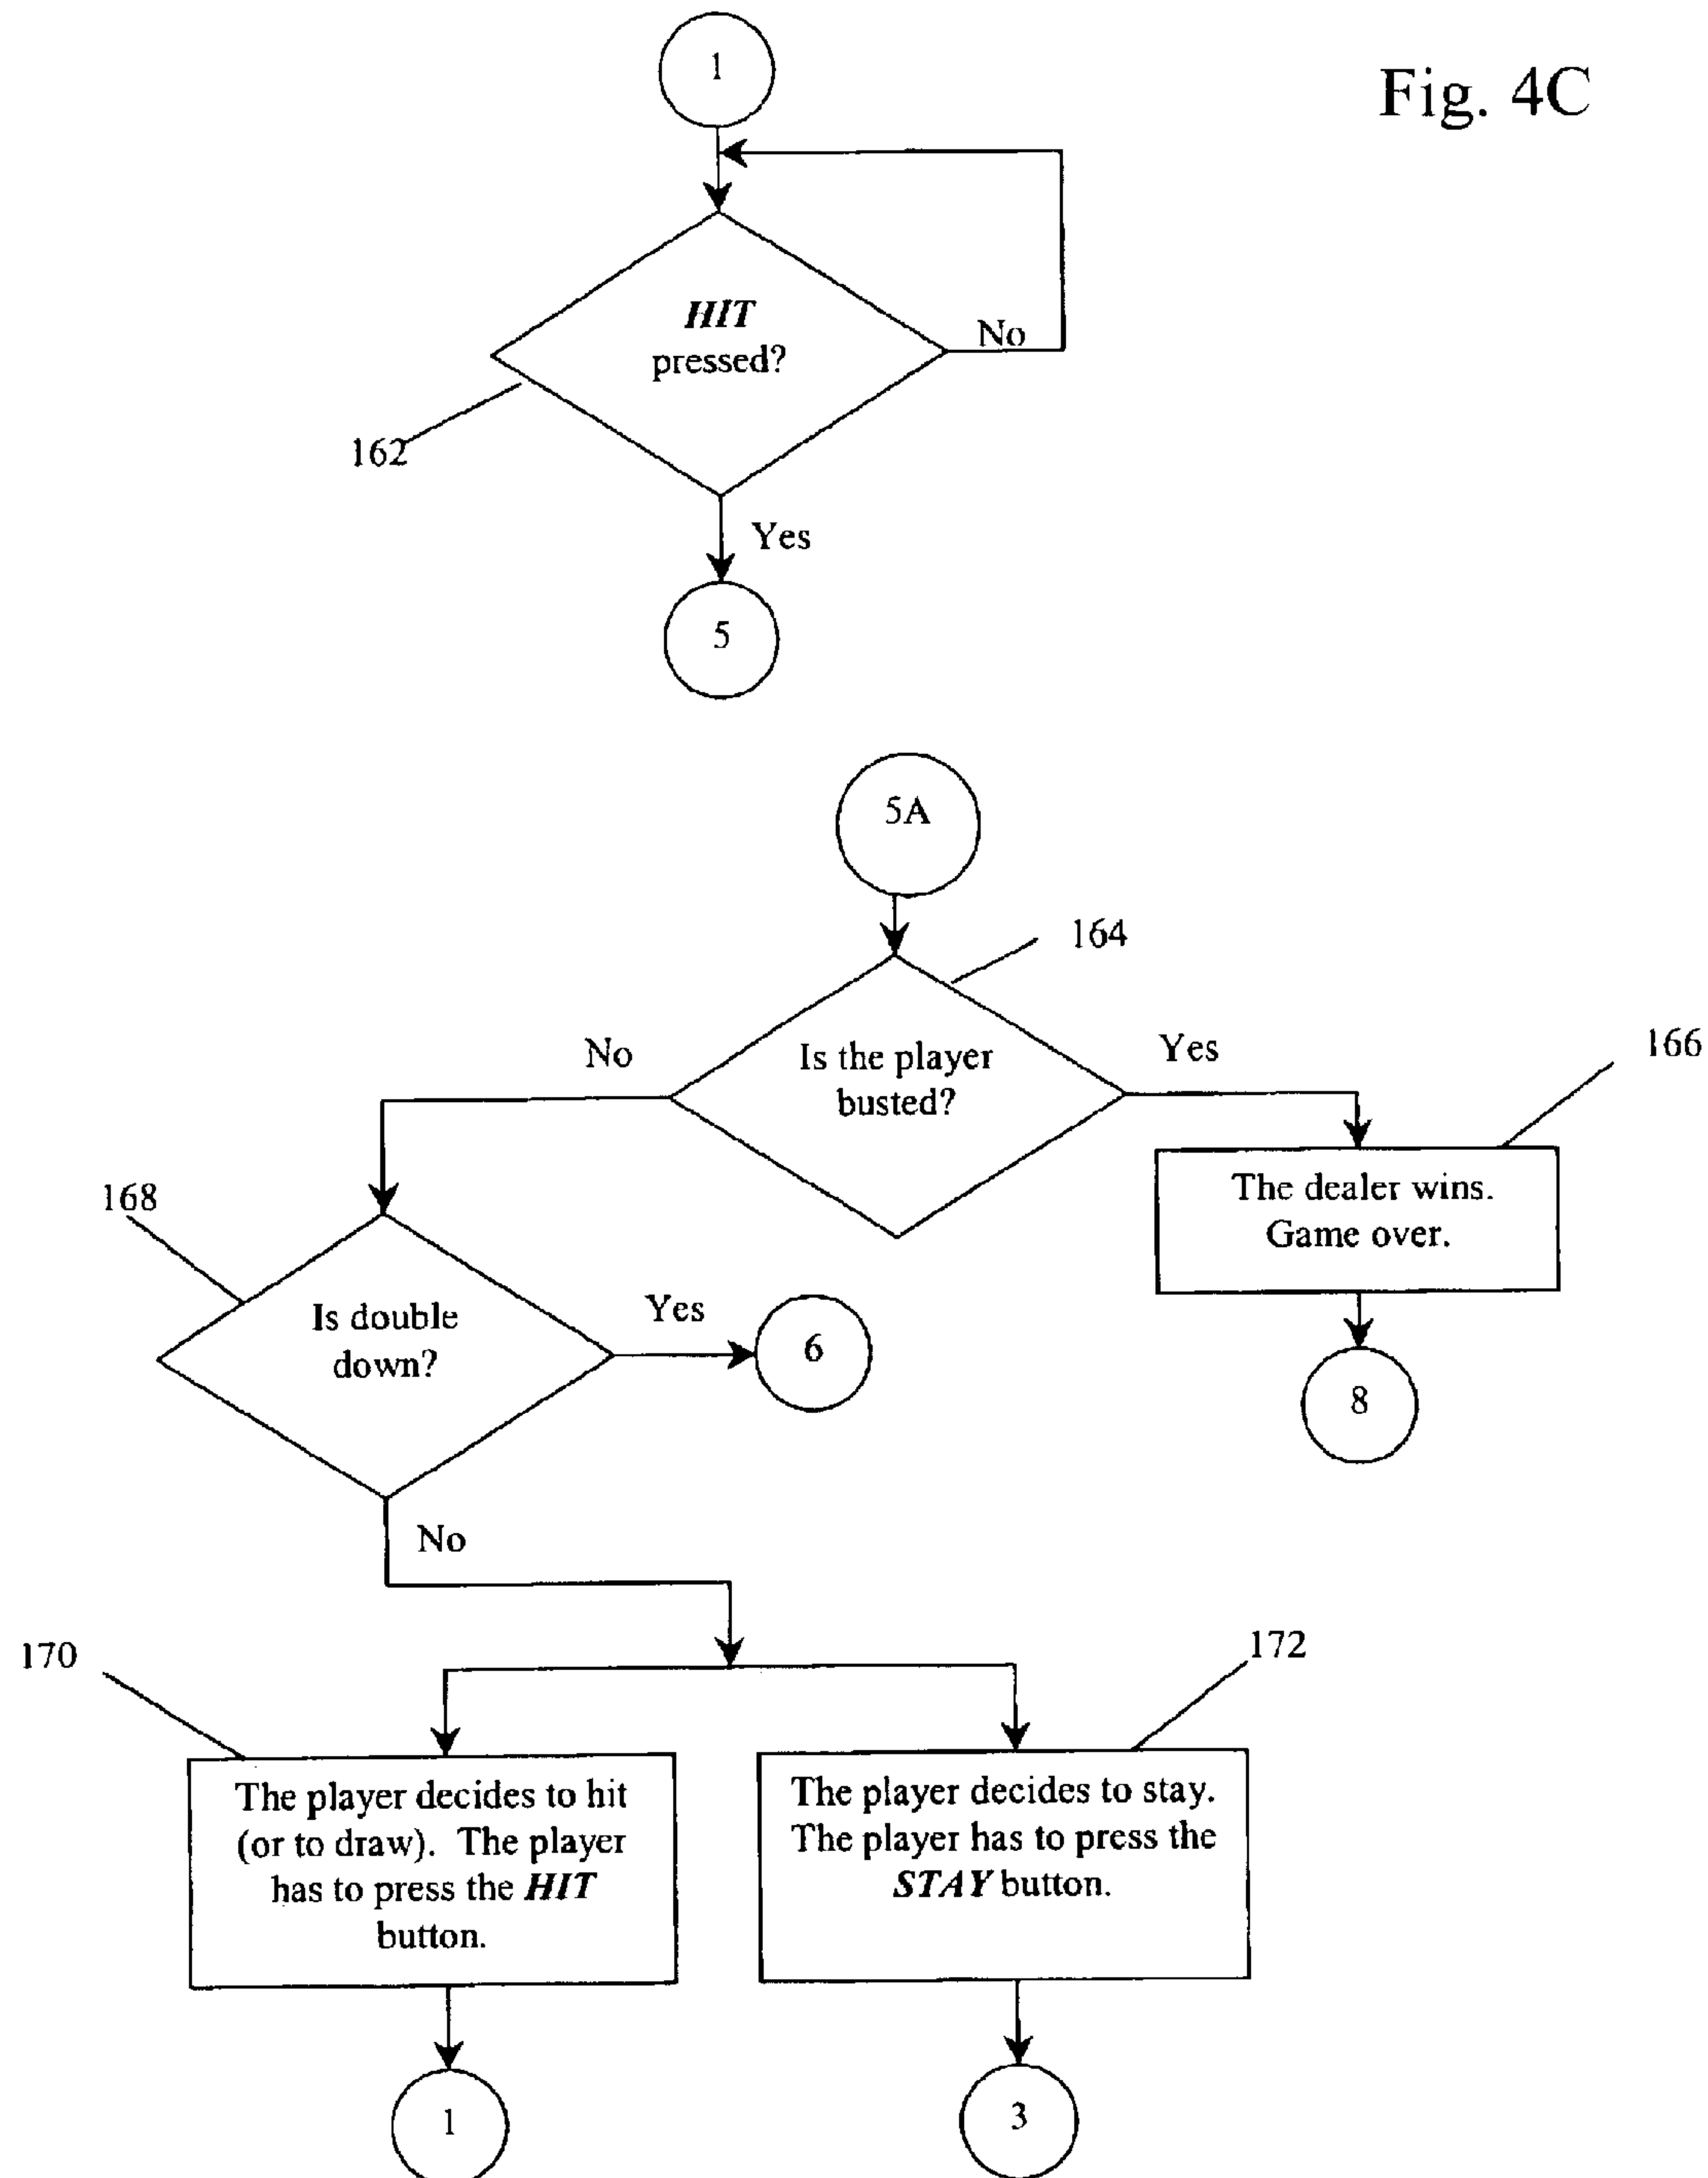 Fig. 4C
1
HIT
pressed?
No
162
Yes
5
5A
164
Is the player
busted?
No
Yes
166
The dealer wins.
Game over.
168
Is double
down?
Yes
6
8
No
170
172
The player decides to hit
(or to draw). The player
has to press the HIT
button.
The player decides to stay.
The player has to press the
STAY button.
1
3